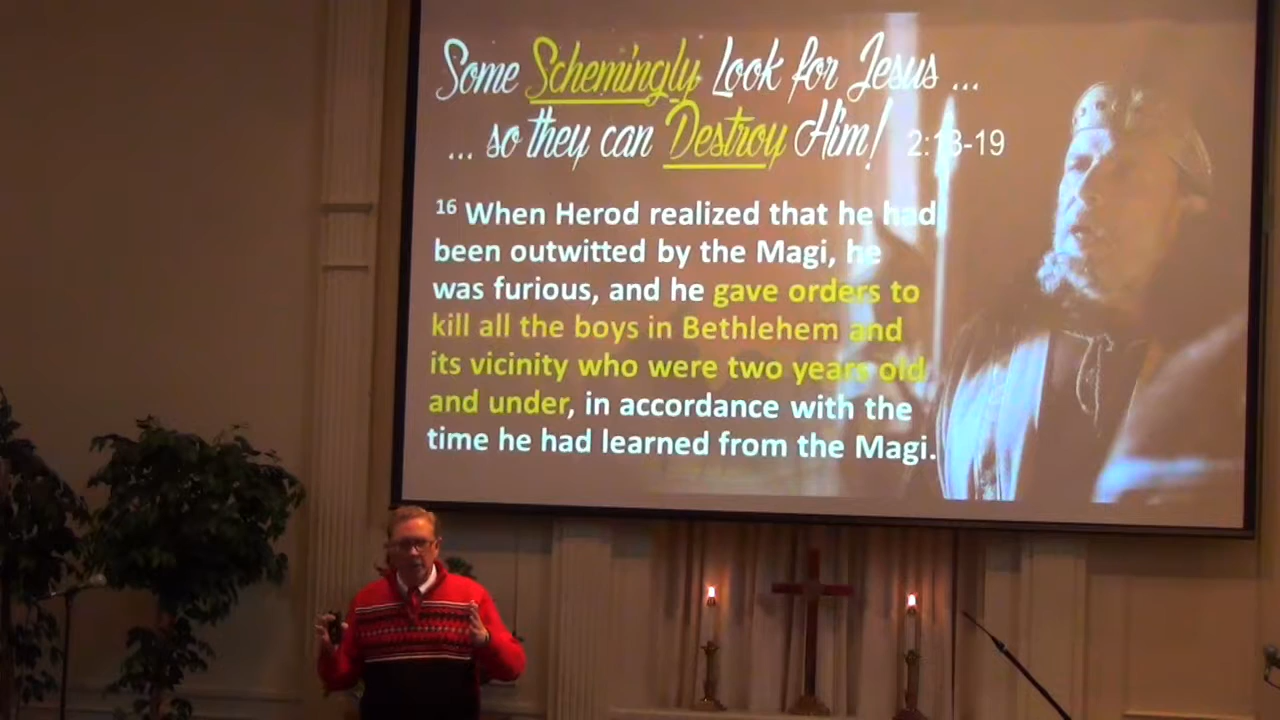 Some Schemingly Look for Jesus ...
... so they can Destroy Him! 2:13-19
16 When Herod realized that he had
been outwitted by the Magi, he
was furious, and he gave orders to
kill all the boys in Bethlehem and
its vicinity who were two years old
and under, in accordance with the
time he had learned from the Magi.